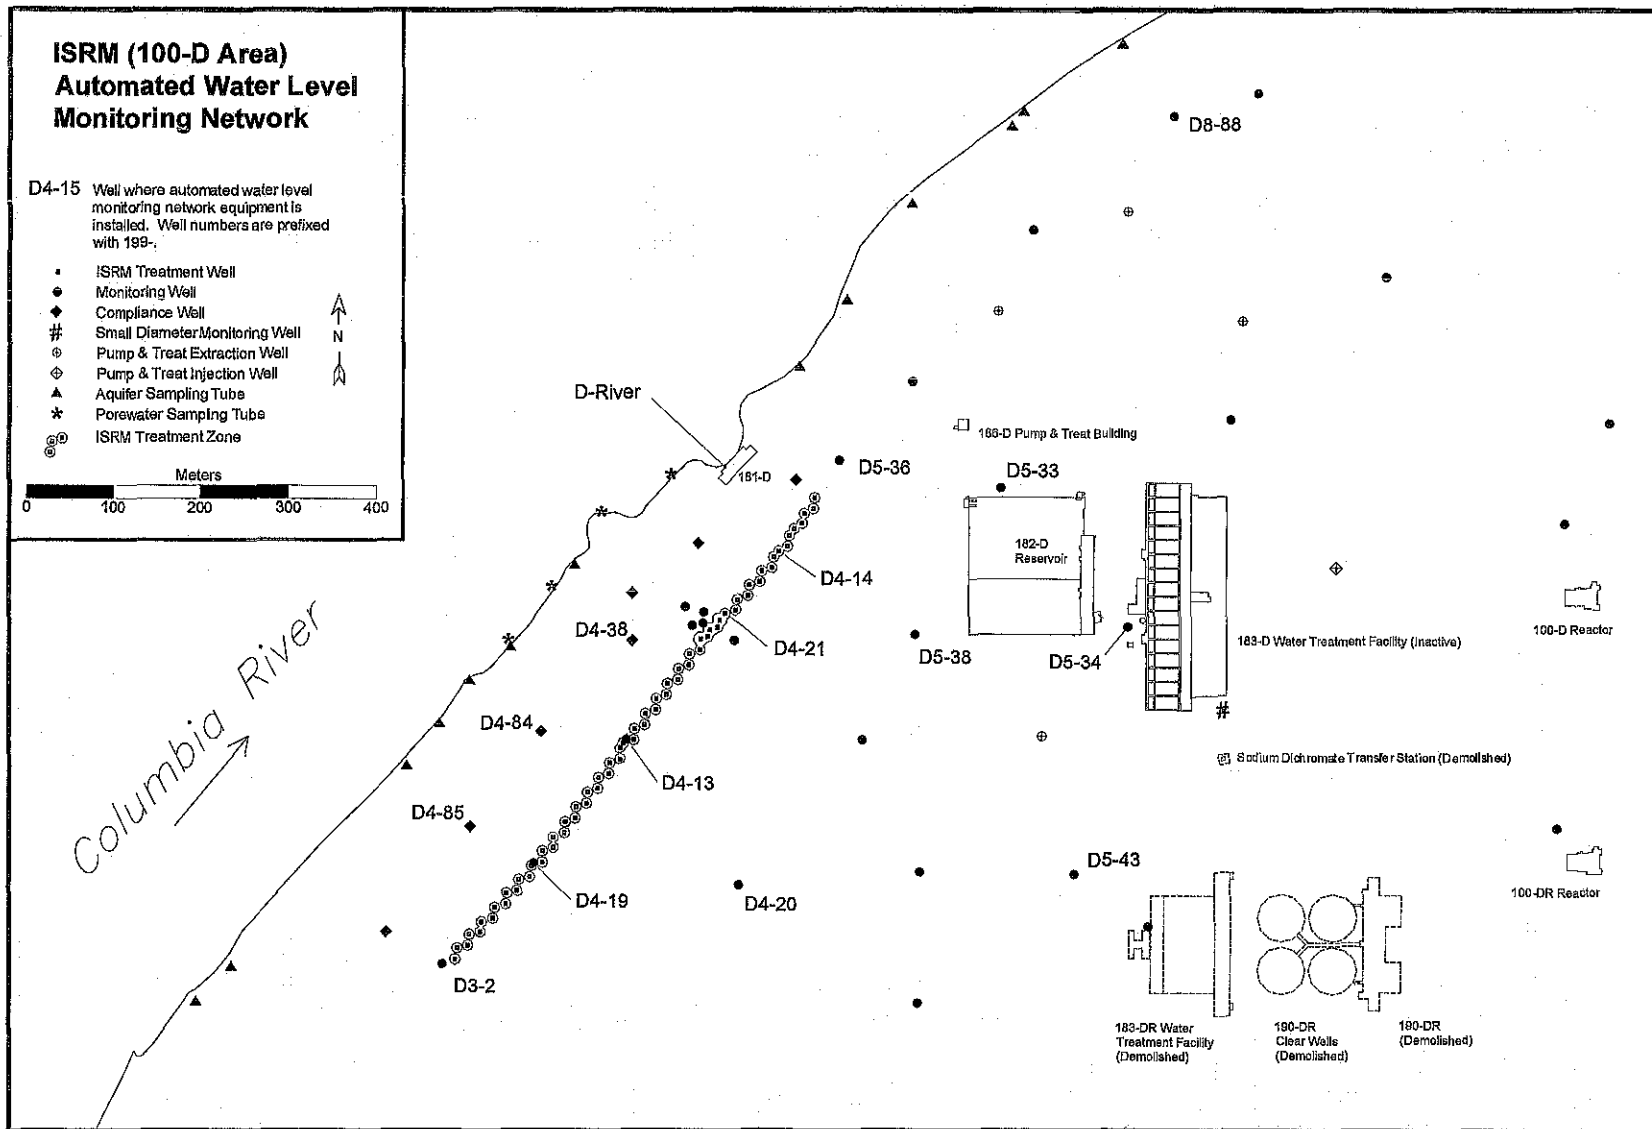 ISRM (100-D Area)
Automated Water Level
Monitoring Network
D4-15 Well where automated water level
monitoring network equipment is
installed. Well numbers are prefixed
with 199-.
ISRM Treatment Well
Monitoring Well
Compliance Well
Small Diameter Monitoring Well
Pump & Treat Extraction Well
Pump & Treat Injection Well
Aquifer Sampling Tube
Porewater Sampling Tube
ISRM Treatment Zone
N
Meters
0 100 200 300 400
D8-88
D-River
181-D
D5-36
166-D Pump & Treat Building
D5-33
182-D
Reservoir
D4-14
D4-38
D4-21
D5-38
D5-34
183-D Water Treatment Facility (Inactive)
100-D Reactor
Columbia River
D4-84
D4-13
Sodium Dichromate Transfer Station (Demolished)
D4-85
D4-19
D4-20
D5-43
100-DR Reactor
D3-2
183-DR Water
Treatment Facility
(Demolished)
190-DR
Clear Wells
(Demolished)
190-DR
(Demolished)